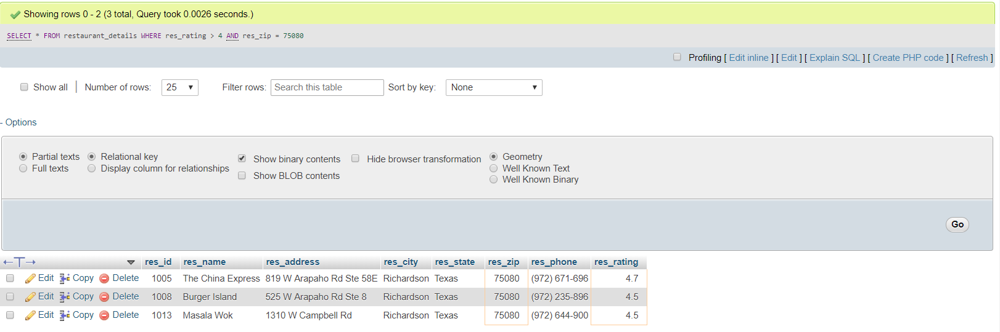 Showing rows 0 - 2 (3 total, Query took 0.0026 seconds.)
SELECT * FROM restaurant_details WHERE res_rating > 4 AND res_zip = 75080
Profiling [ Edit inline ] [ Edit ] [ Explain SQL ] [ Create PHP code ] [ Refresh ]
Show all | Number of rows: 25 Filter rows: Search this table Sort by key: None
- Options
Partial texts Relational key Show binary contents Hide browser transformation Geometry
Full texts Display column for relationships Show BLOB contents Well Known Text
Well Known Binary
Go
res_id res_name res_address res_city res_state res_zip res_phone res_rating
Edit Copy Delete 1005 The China Express 819 W Arapaho Rd Ste 58E Richardson Texas 75080 (972) 671-696 4.7
Edit Copy Delete 1008 Burger Island 525 W Arapaho Rd Ste 8 Richardson Texas 75080 (972) 235-896 4.5
Edit Copy Delete 1013 Masala Wok 1310 W Campbell Rd Richardson Texas 75080 (972) 644-900 4.5